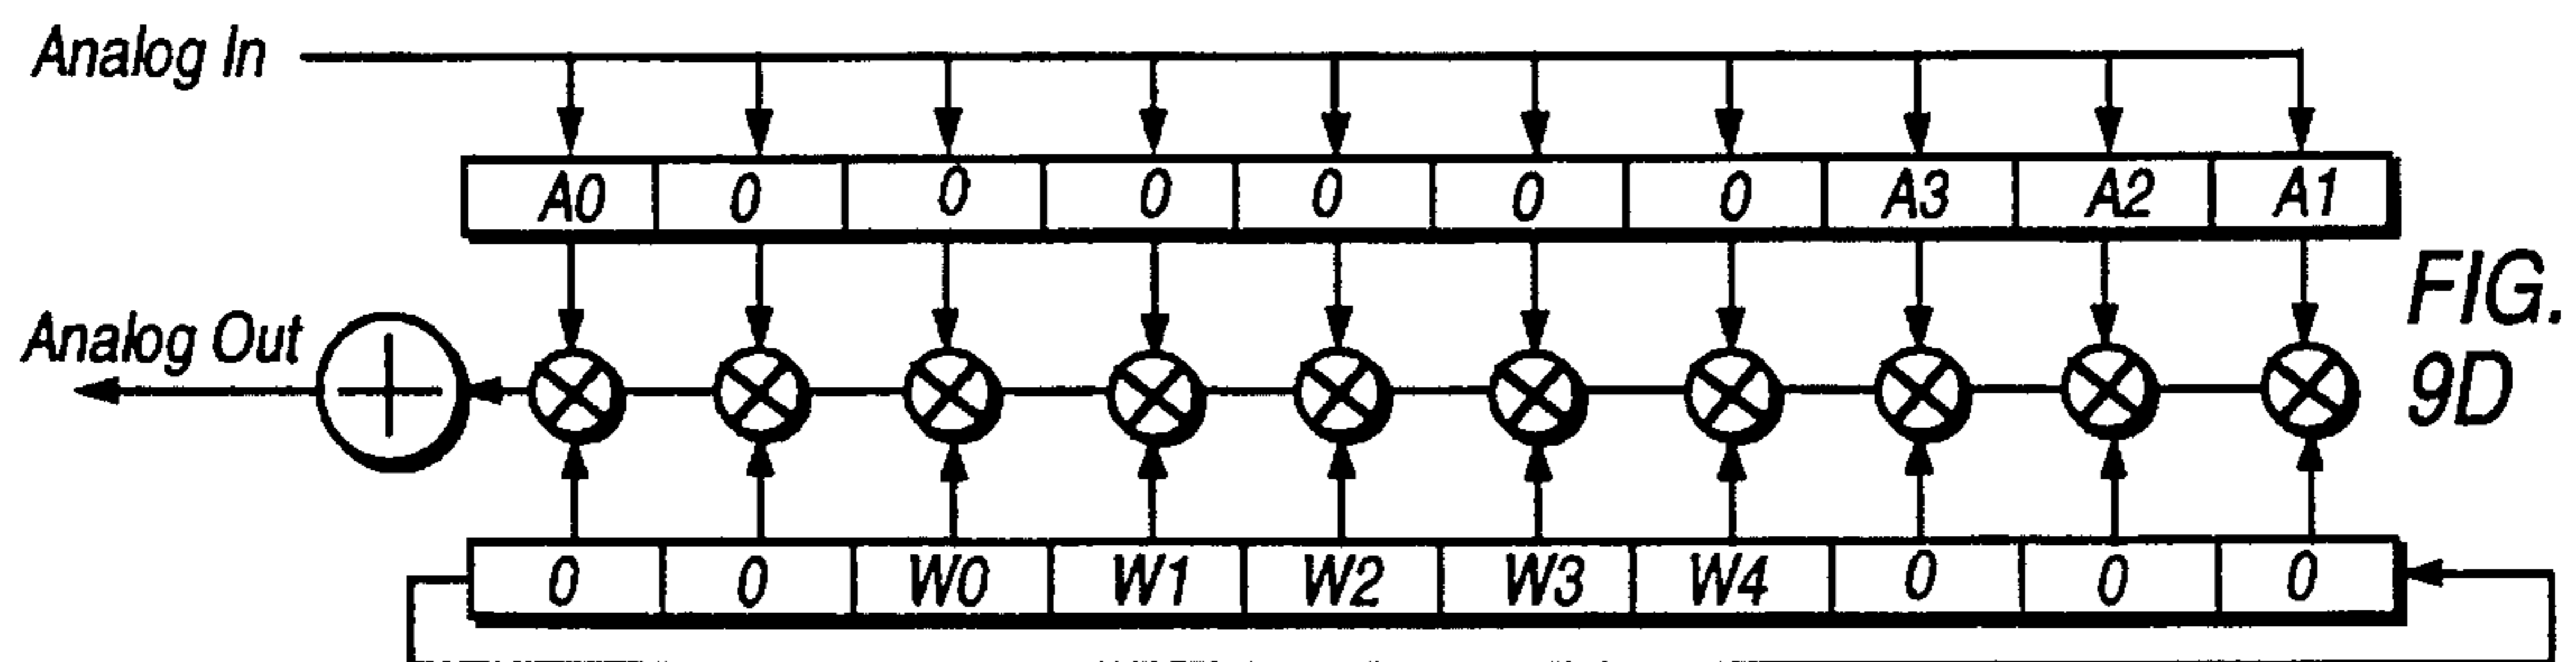 Analog In
A0 0 0 0 0 0 0 A3 A2 A1
FIG.
9D
Analog Out
0 0 W0 W1 W2 W3 W4 0 0 0